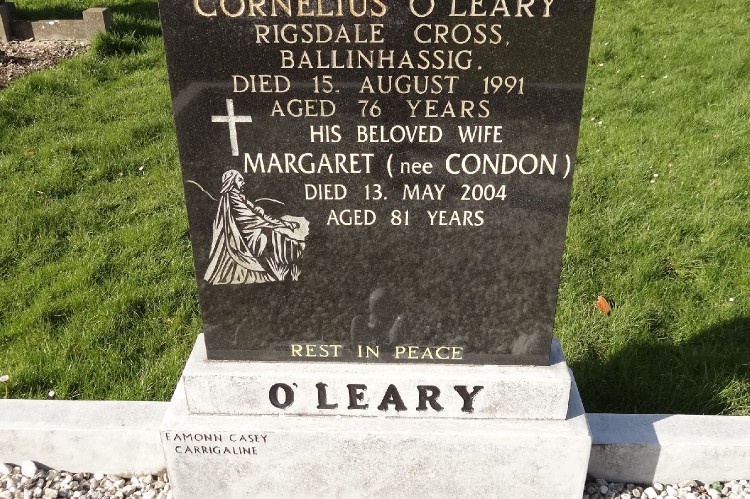 CORNELIUS O'LEARY
RIGSDALE CROSS,
BALLINHASSIG.
DIED 15. AUGUST 1991
AGED 76 YEARS
HIS BELOVED WIFE
MARGARET (nee CONDON)
DIED 13. MAY 2004
AGED 81 YEARS
REST IN PEACE
O'LEARY
EAMONN CASEY
CARRIGALINE